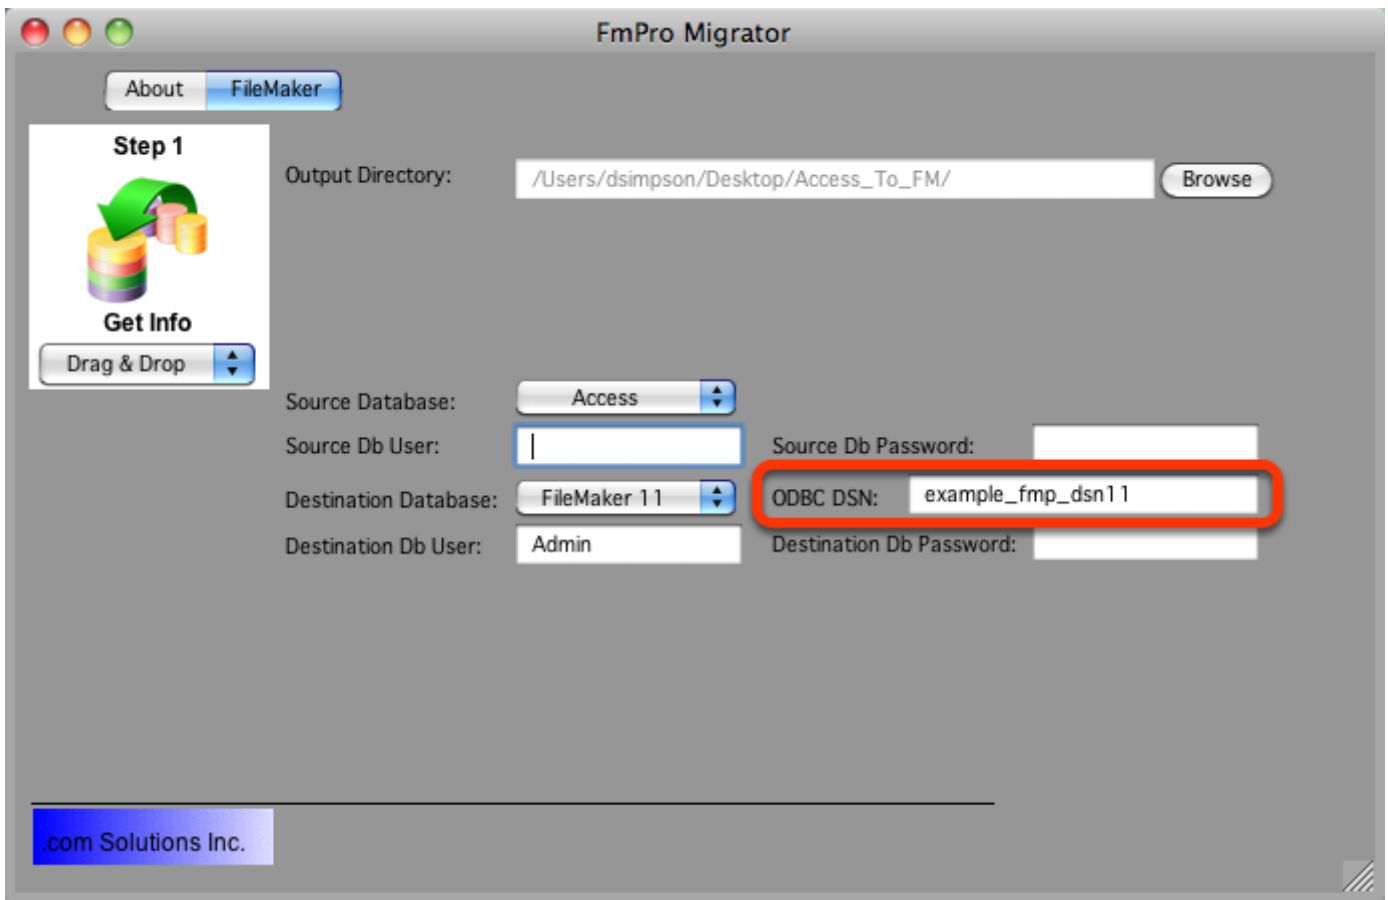 FmPro Migrator
About FileMaker
Step 1
Output Directory: /Users/dsimpson/Desktop/Access_To_FM/ Browse
Get Info
Drag & Drop
Source Database: Access
Source Db User: Source Db Password:
Destination Database: FileMaker 11 ODBC DSN: example_fmp_dsn11
Destination Db User: Admin Destination Db Password:
.com Solutions Inc.